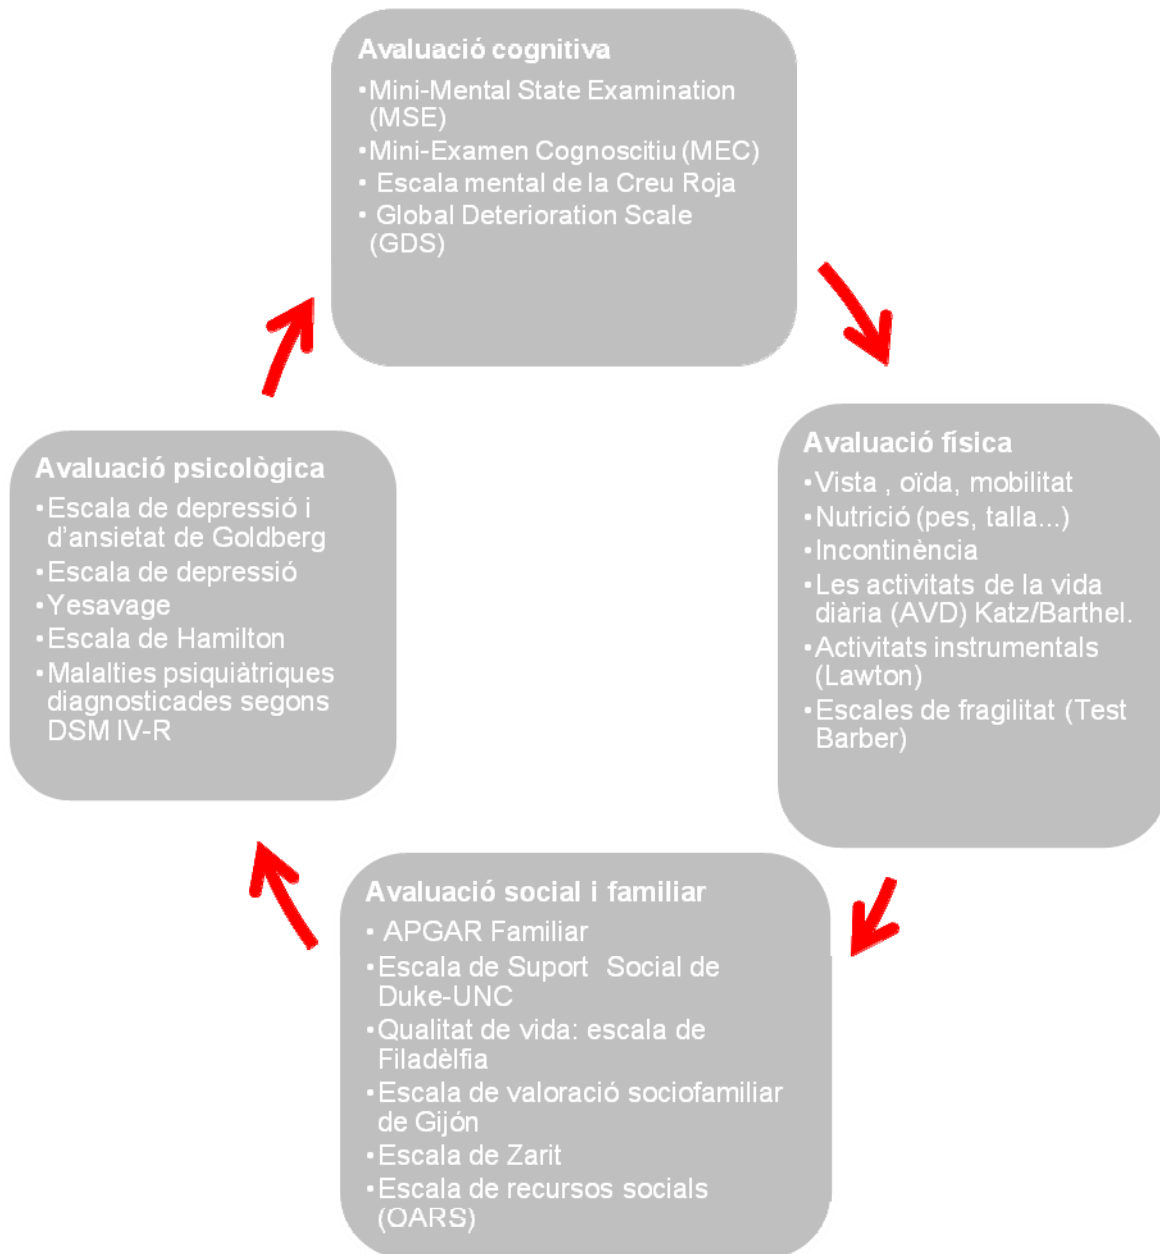 Avaluació cognitiva
•Mini-Mental State Examination
(MSE)
•Mini-Examen Cognoscitiu (MEC)
• Escala mental de la Creu Roja
• Global Deterioration Scale
(GDS)
Avaluació física
•Vista , oïda, mobilitat
•Nutrició (pes, talla...)
•Incontinència
•Les activitats de la vida
diària (AVD) Katz/Barthel.
•Activitats instrumentals
(Lawton)
•Escales de fragilitat (Test
Barber)
Avaluació social i familiar
• APGAR Familiar
•Escala de Suport Social de
Duke-UNC
•Qualitat de vida: escala de
Filadèlfia
•Escala de valoració sociofamiliar
de Gijón
•Escala de Zarit
•Escala de recursos socials
(OARS)
Avaluació psicològica
•Escala de depressió i
d'ansietat de Goldberg
•Escala de depressió
•Yesavage
•Escala de Hamilton
•Malalties psiquiàtriques
diagnosticades segons
DSM IV-R